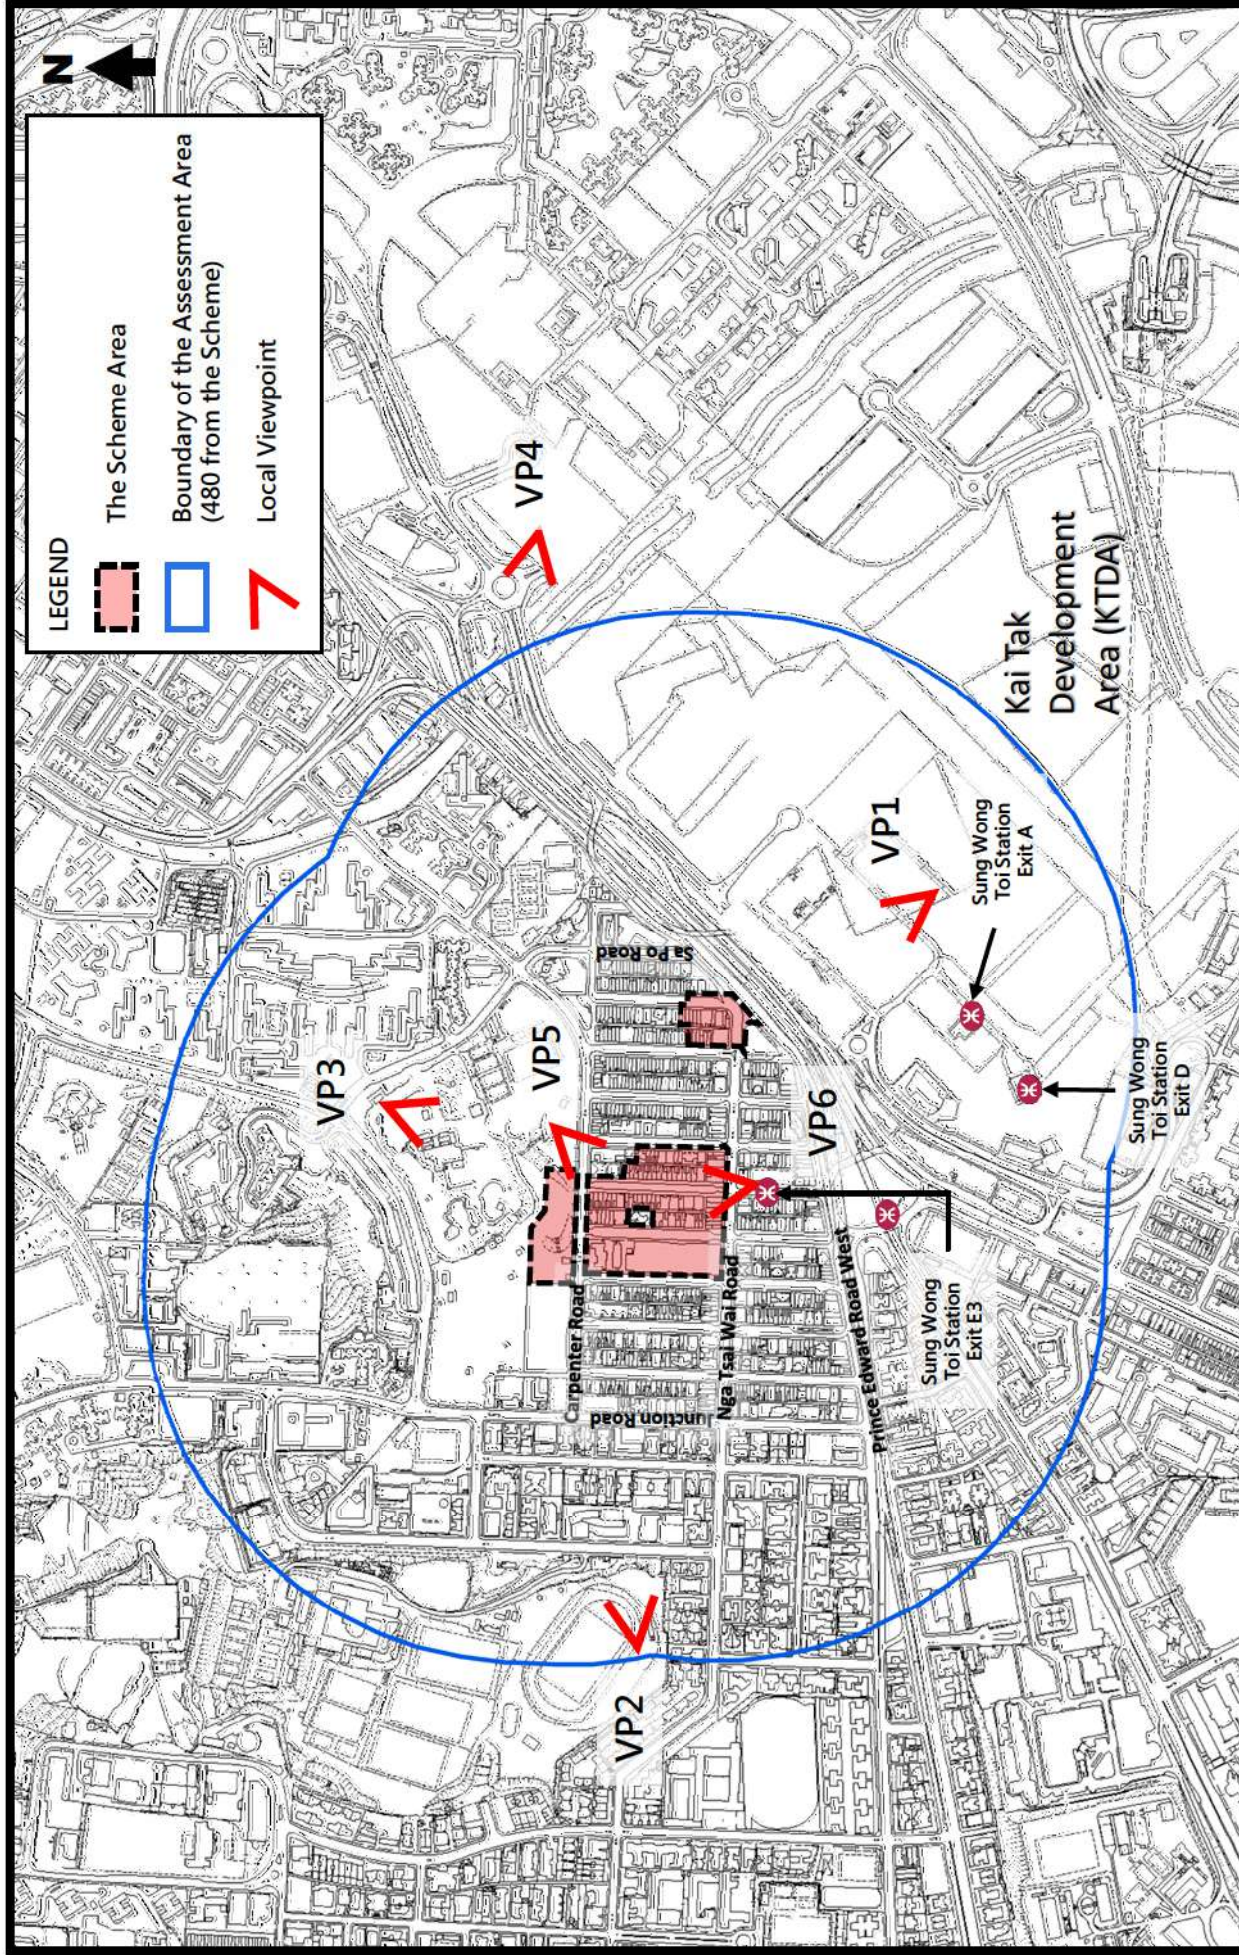 N
LEGEND
The Scheme Area
Boundary of the Assessment Area
(480 from the Scheme)
Local Viewpoint
VP4
VP3
VP5
VP1
VP2
VP6
Sa Po Road
Carpenter Road
Junction Road
Nga Tsai Wai Road
Prince Edward Road West
Sung Wong
Toi Station
Exit A
Sung Wong
Toi Station
Exit D
Sung Wong
Toi Station
Exit E3
Kai Tak
Development
Area (KTDA)